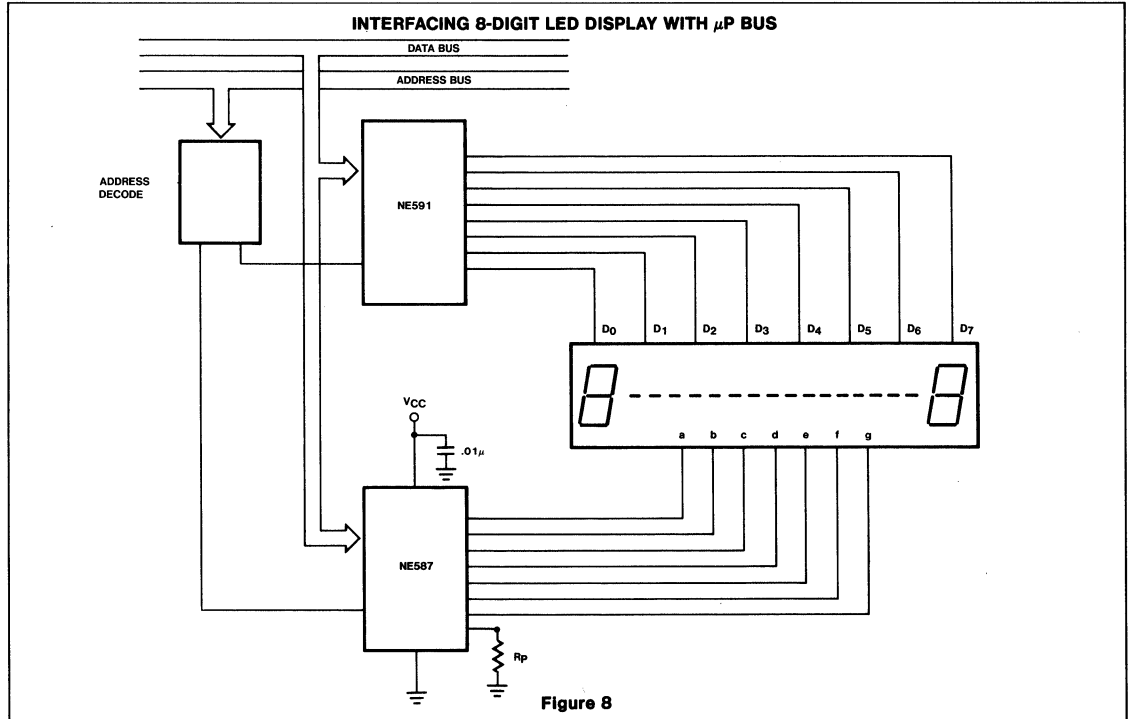 INTERFACING 8-DIGIT LED DISPLAY WITH μP BUS
DATA BUS
ADDRESS BUS
ADDRESS
DECODE
NE591
D0 D1 D2 D3 D4 D5 D6 D7
VCC
.01μ
a b c d e f g
NE587
RP
Figure 8